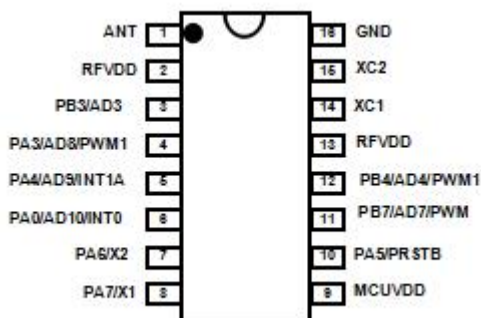 ANT 1 16 GND
RFVDD 2 15 XC2
PB3/AD3 3 14 XC1
PA3/AD8/PWM1 4 13 RFVDD
PA4/AD9/INT1A 5 12 PB4/AD4/PWM1
PA0/AD10/INT0 6 11 PB7/AD7/PWM
PA6/X2 7 10 PA5/PRSTB
PA7/X1 8 9 MCUVDD